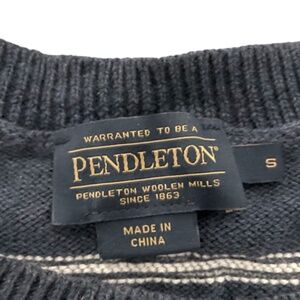 WARRANTED TO BE A
PENDLETON®
S
PENDLETON WOOLEN MILLS
SINCE 1863
MADE IN
CHINA